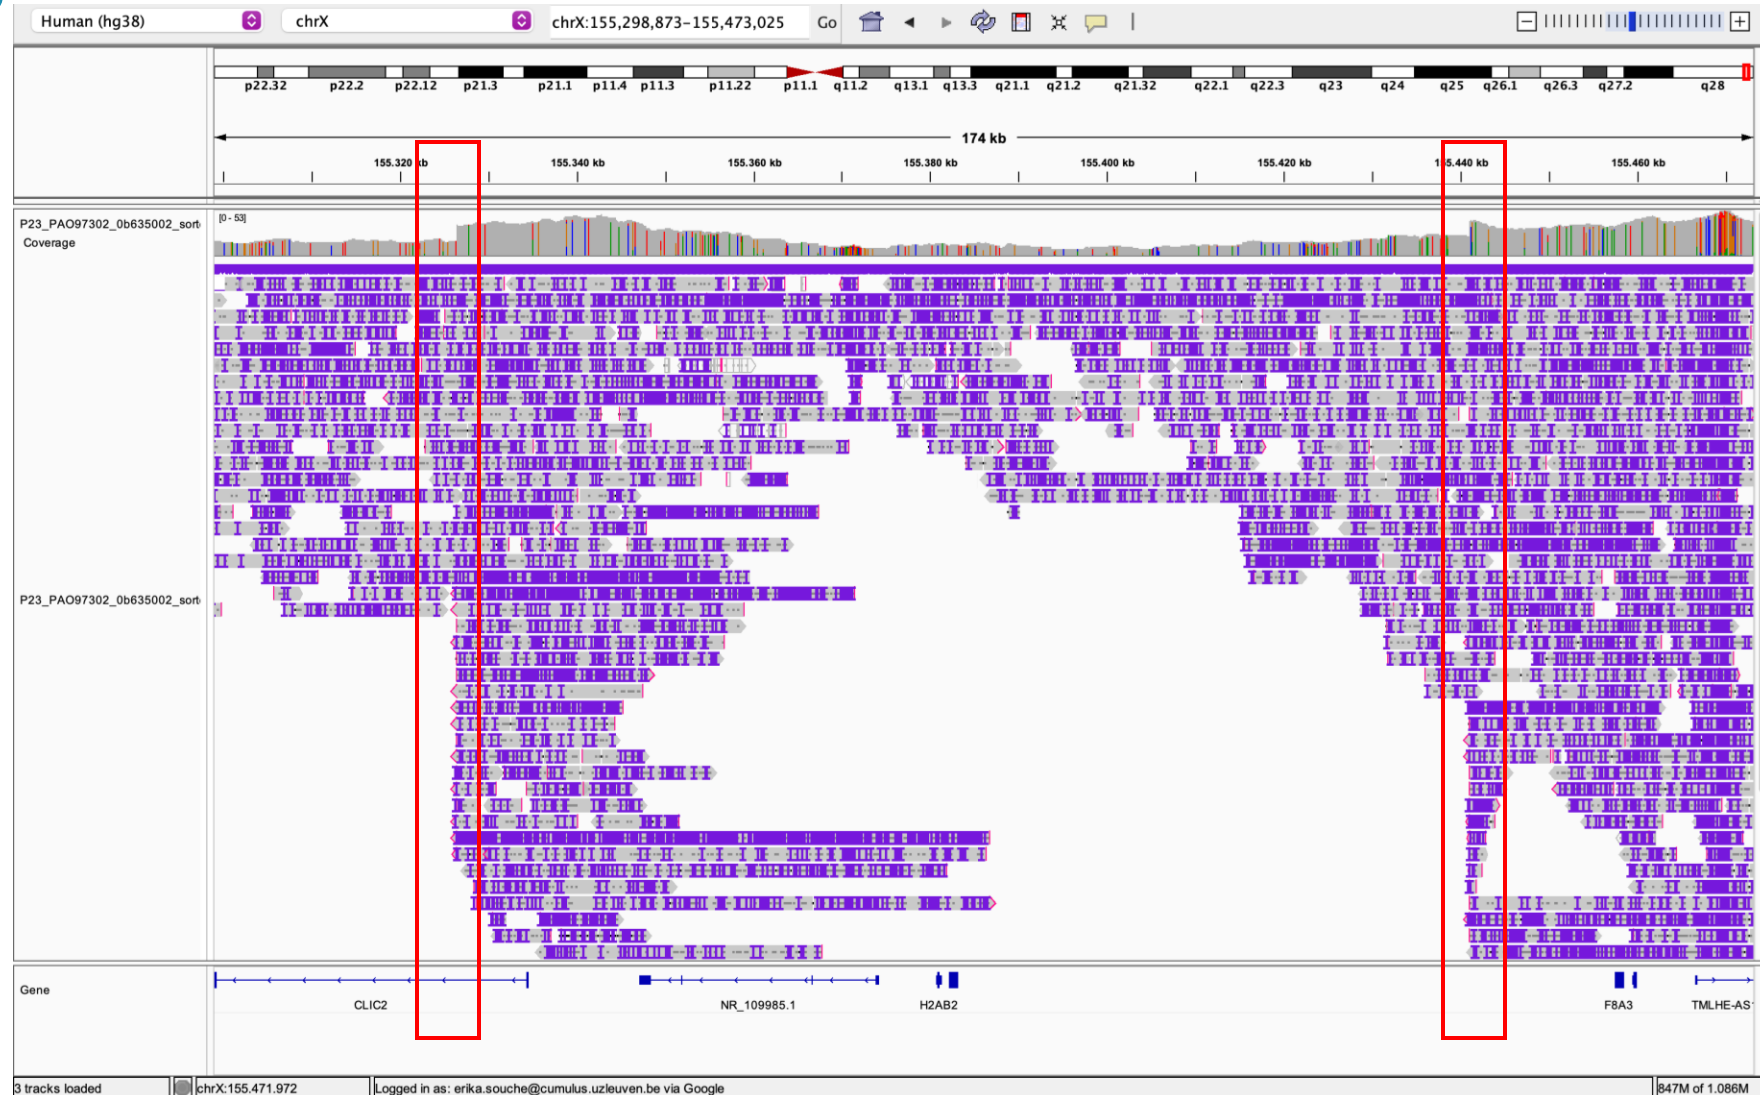 Human (hg38) chrX chrX:155,298,873-155,473,025 Go
p22.32 p22.2 p22.12 p21.3 p21.1 p11.4 p11.3 p11.22 p11.1 q11.2 q13.1 q13.3 q21.1 q21.2 q21.32 q22.1 q22.3 q23 q24 q25 q26.1 q26.3 q27.2 q28
174 kb
155.320 kb 155.340 kb 155.360 kb 155.380 kb 155.400 kb 155.420 kb 155.440 kb 155.460 kb
P23_PAO97302_0b635002_sort [0 - 53]
Coverage
P23_PAO97302_0b635002_sort
Gene
CLIC2 NR_109985.1 H2AB2 F8A3 TMLHE-AS
3 tracks loaded chrX:155.471.972 Logged in as: erika.souche@cumulus.uzleuven.be via Google 847M of 1.086M